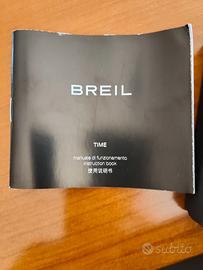 BREIL
TIME
manuale di funzionamento
instruction book
使用说明书
subito